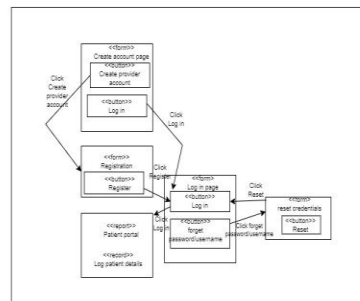 <<form>>
Create account page
<<button>>
Create provider
account
<<button>>
Log in
Click
Create
provider
account
Click
Log in
<<form>>
Registration
<<button>>
Register
Click
Register
<<form>>
Log in page
<<button>>
Log in
<<button>>
forget
password/username
Click
Reset
<<form>>
reset credentials
<<button>>
Reset
Click forget
password/username
Click
Log in
<<report>>
Patient portal
<<record>>
Log patient details